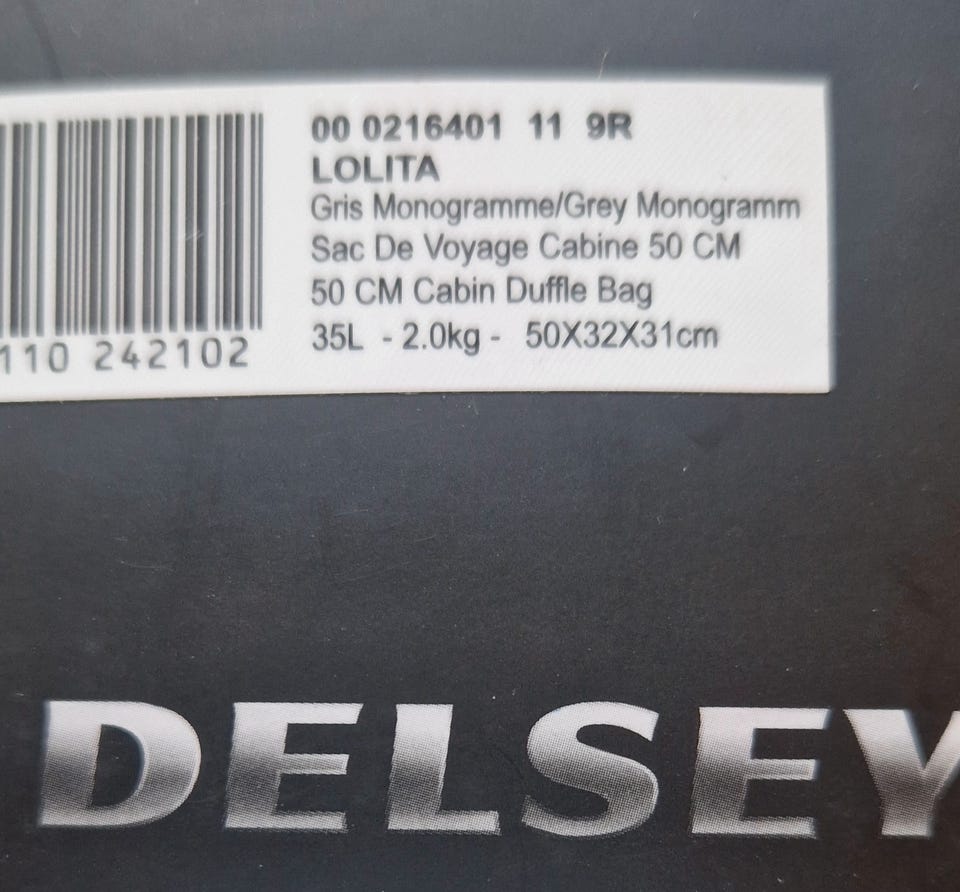 00 0216401 11 9R
LOLITA
Gris Monogramme/Grey Monogramm
Sac De Voyage Cabine 50 CM
50 CM Cabin Duffle Bag
35L - 2.0kg - 50X32X31cm
110 242102
DELSEY